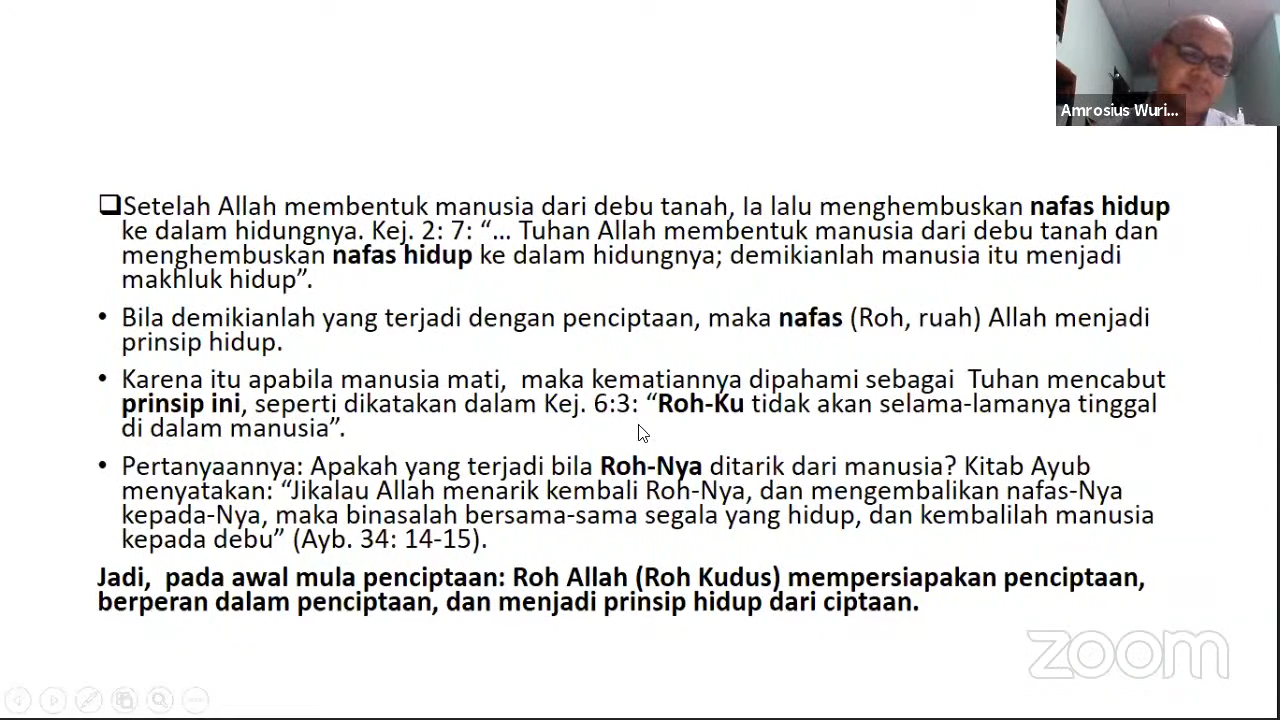 Amrosius Wuri...
❑Setelah Allah membentuk manusia dari debu tanah, Ia lalu menghembuskan nafas hidup
ke dalam hidungnya. Kej. 2: 7: “... Tuhan Allah membentuk manusia dari debu tanah dan
menghembuskan nafas hidup ke dalam hidungnya; demikianlah manusia itu menjadi
makhluk hidup”.
• Bila demikianlah yang terjadi dengan penciptaan, maka nafas (Roh, ruah) Allah menjadi
prinsip hidup.
• Karena itu apabila manusia mati, maka kematiannya dipahami sebagai Tuhan mencabut
prinsip ini, seperti dikatakan dalam Kej. 6:3: “Roh-Ku tidak akan selama-lamanya tinggal
di dalam manusia”.
• Pertanyaannya: Apakah yang terjadi bila Roh-Nya ditarik dari manusia? Kitab Ayub
menyatakan: “Jikalau Allah menarik kembali Roh-Nya, dan mengembalikan nafas-Nya
kepada-Nya, maka binasalah bersama-sama segala yang hidup, dan kembalilah manusia
kepada debu” (Ayb. 34: 14-15).
Jadi, pada awal mula penciptaan: Roh Allah (Roh Kudus) mempersiapakan penciptaan,
berperan dalam penciptaan, dan menjadi prinsip hidup dari ciptaan.
zoom